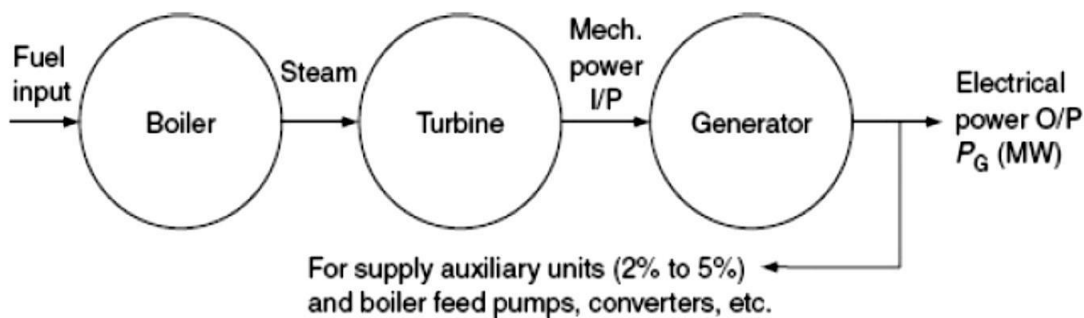 Fuel
input
Boiler
Steam
Turbine
Mech.
power
I/P
Generator
Electrical
power O/P
P_G (MW)
For supply auxiliary units (2% to 5%)
and boiler feed pumps, converters, etc.